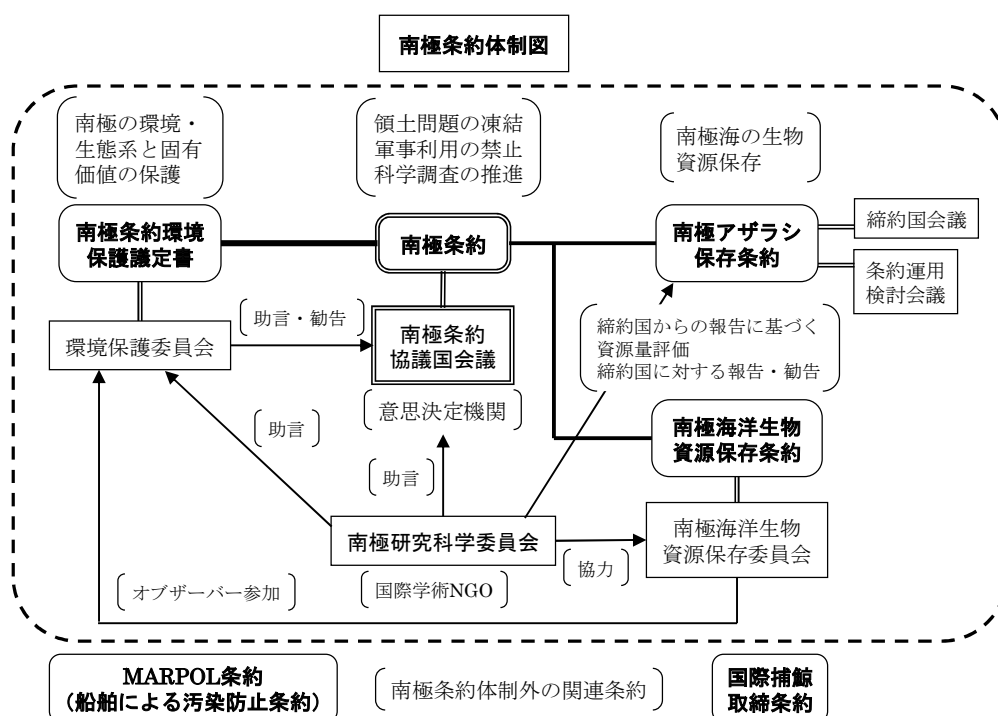 南極条約体制図
南極の環境・
生態系と固有
価値の保護
領土問題の凍結
軍事利用の禁止
科学調査の推進
南極海の生物
資源保存
南極条約環境
保護議定書
南極条約
南極アザラシ
保存条約
締約国会議
条約運用
検討会議
環境保護委員会
助言・勧告
南極条約
協議国会議
意思決定機関
締約国からの報告に基づく
資源量評価
締約国に対する報告・勧告
助言
助言
南極海洋生物
資源保存条約
南極研究科学委員会
国際学術NGO
協力
南極海洋生物
資源保存委員会
オブザーバー参加
MARPOL条約
(船舶による汚染防止条約)
南極条約体制外の関連条約
国際捕鯨
取締条約